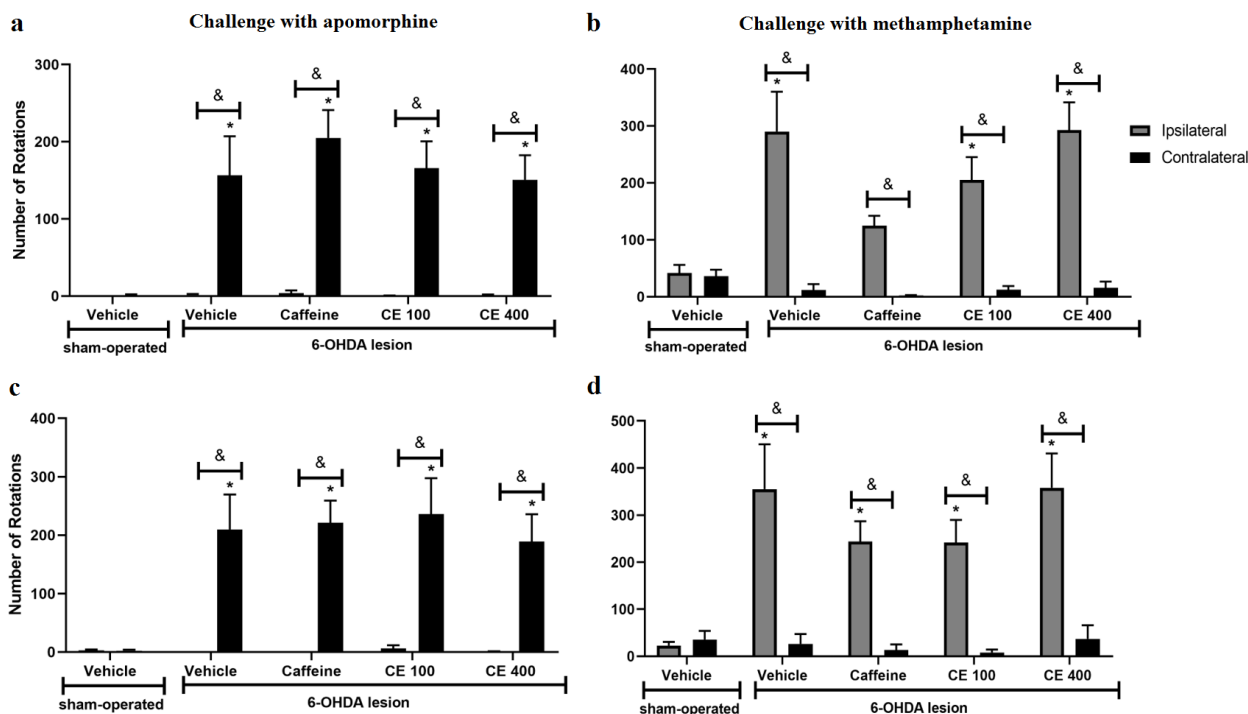 a Challenge with apomorphine
300
200
100
0
Number of Rotations
& & & &
* * * *
Vehicle Vehicle Caffeine CE 100 CE 400
sham-operated 6-OHDA lesion
b Challenge with methamphetamine
400
300
200
100
0
& & & &
* * *
Vehicle Vehicle Caffeine CE 100 CE 400
sham-operated 6-OHDA lesion
Ipsilateral
Contralateral
c
400
300
200
100
0
Number of Rotations
& & & &
* * * *
Vehicle Vehicle Caffeine CE 100 CE 400
sham-operated 6-OHDA lesion
d
500
400
300
200
100
0
& & & &
* * * *
Vehicle Vehicle Caffeine CE 100 CE 400
sham-operated 6-OHDA lesion